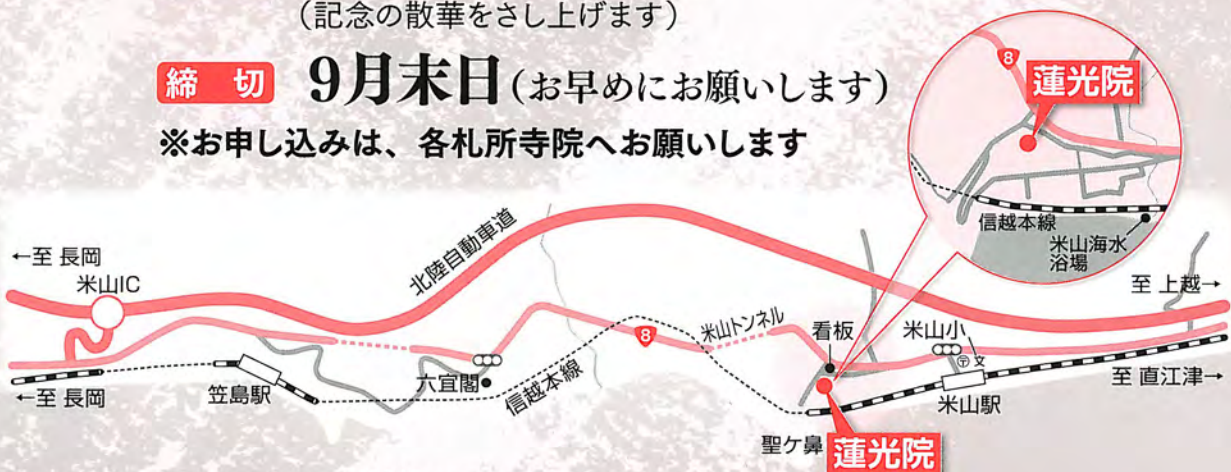 (記念の散華をさし上げます)
締切 9月末日(お早めにお願いします)
※お申し込みは、各札所寺院へお願いします
8
蓮光院
信越本線
米山海水
浴場
←至 長岡
米山IC
北陸自動車道
至 上越→
8
米山トンネル
看板
米山小
〒
文
笠島駅
六宜閣
信越本線
←至 長岡
米山駅
至 直江津→
聖ケ鼻
蓮光院